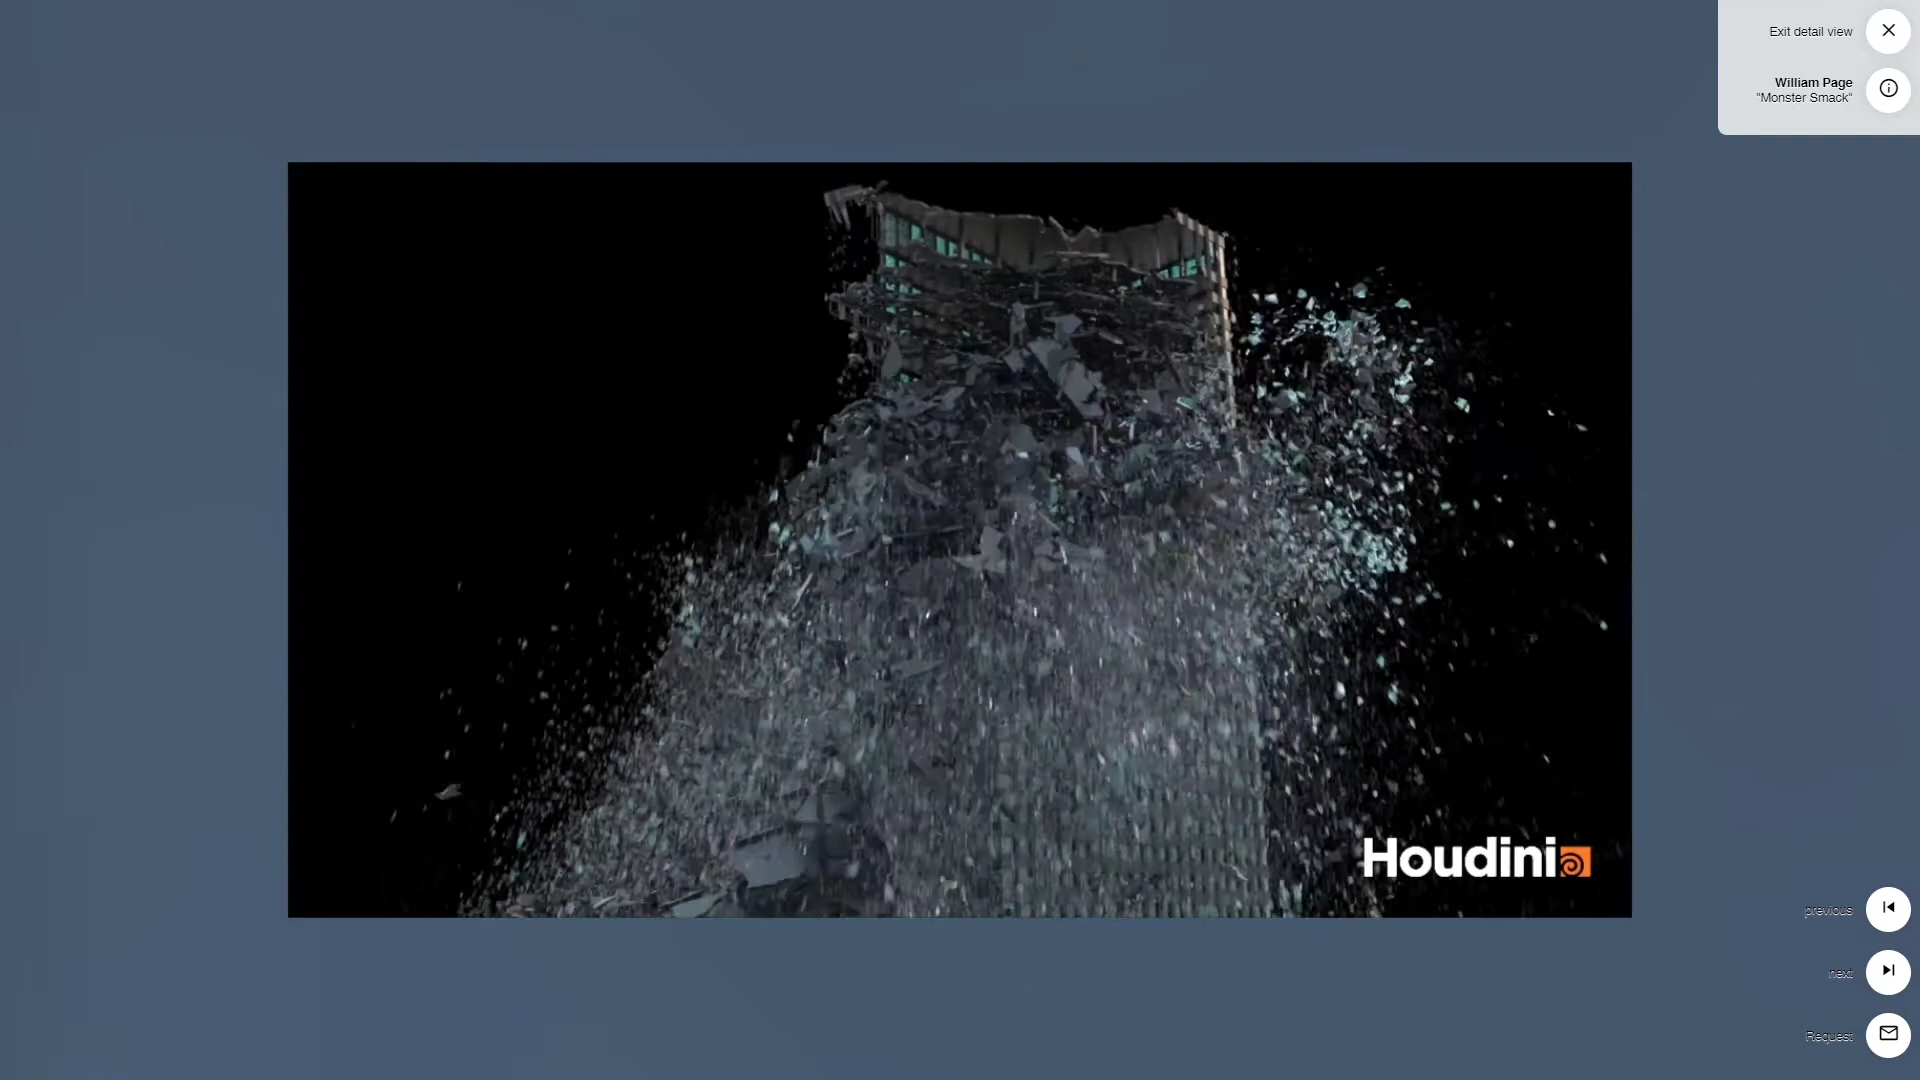 Exit detail view
William Page
"Monster Smack"
Houdini
previous
next
Request